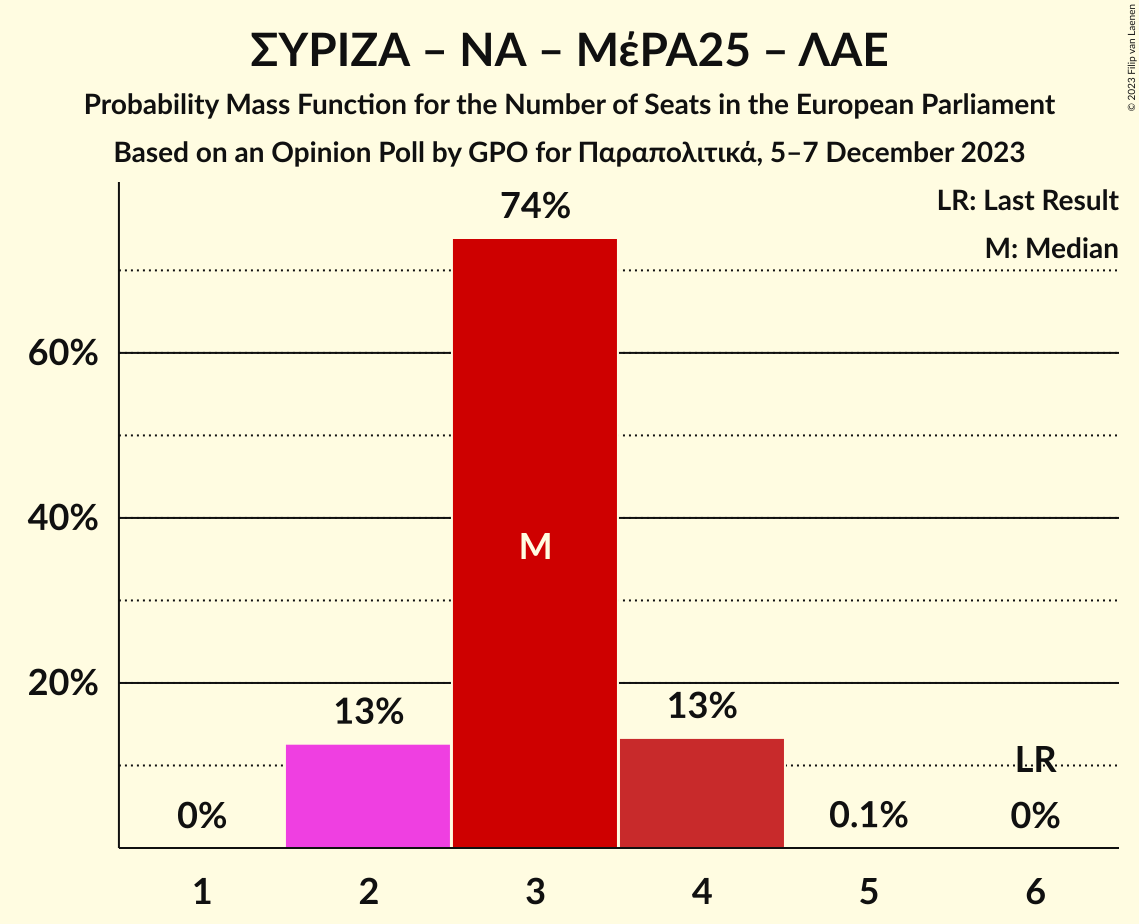 ΣΥΡΙΖΑ – ΝΑ – ΜέΡΑ25 – ΛΑΕ
Probability Mass Function for the Number of Seats in the European Parliament
Based on an Opinion Poll by GPO for Παραπολιτικά, 5–7 December 2023
© 2023 Filip van Laenen
LR: Last Result
M: Median
74%
60%
40%
M
20%
13%
13%
LR
0%
0.1%
0%
1 2 3 4 5 6